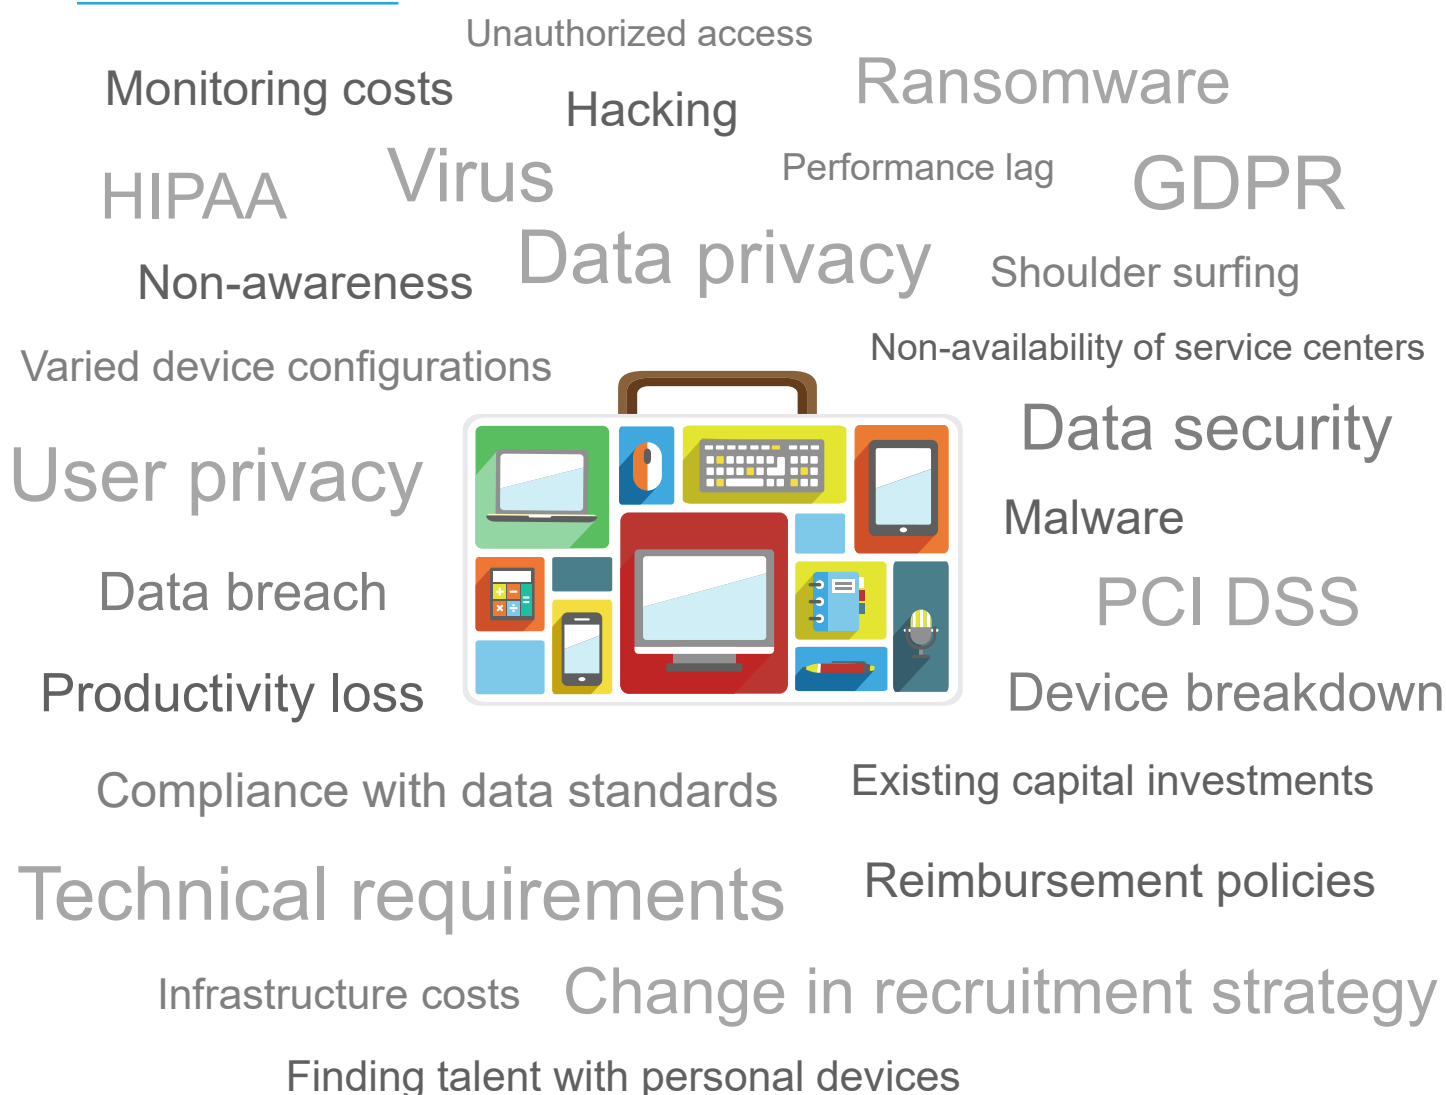 Unauthorized access
Monitoring costs
Hacking
Ransomware
HIPAA
Virus
Performance lag
GDPR
Non-awareness
Data privacy
Shoulder surfing
Varied device configurations
Non-availability of service centers
User privacy
Data security
Malware
Data breach
PCI DSS
Productivity loss
Device breakdown
Compliance with data standards
Existing capital investments
Technical requirements
Reimbursement policies
Infrastructure costs
Change in recruitment strategy
Finding talent with personal devices